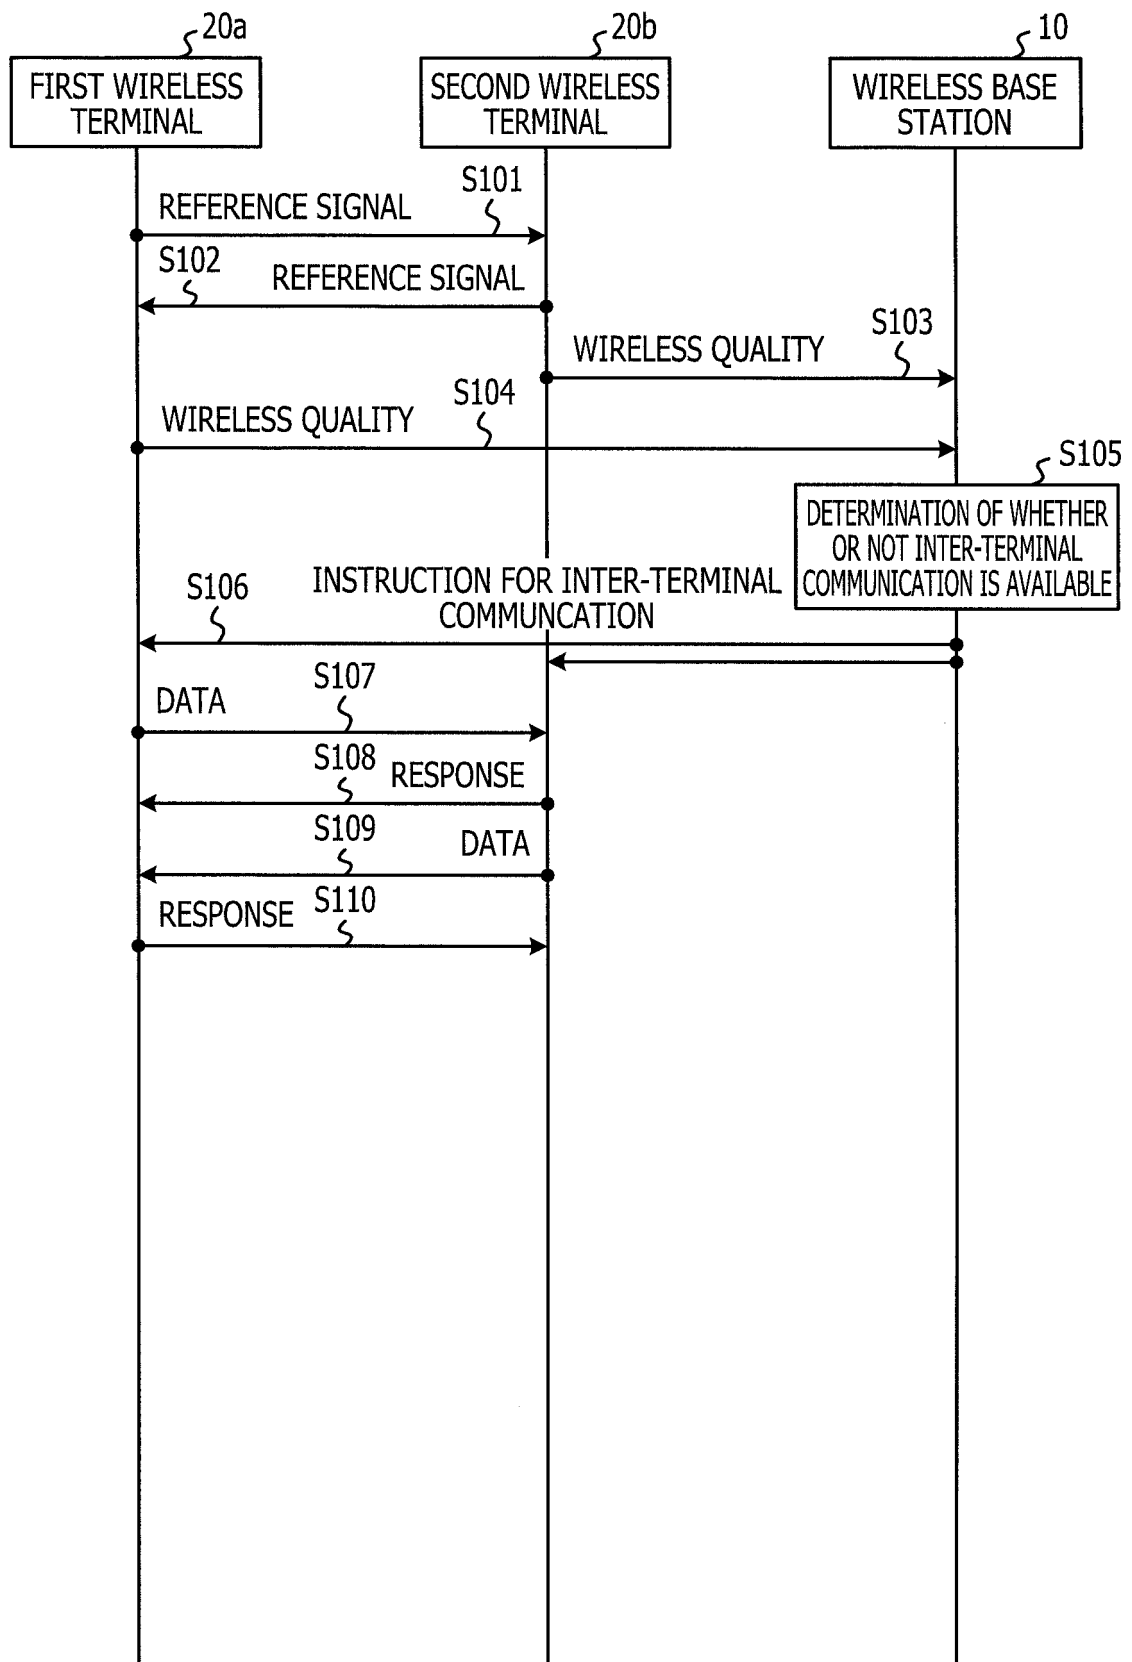 20a
20b
10
FIRST WIRELESS
TERMINAL
SECOND WIRELESS
TERMINAL
WIRELESS BASE
STATION
S101
REFERENCE SIGNAL
S102
REFERENCE SIGNAL
S103
WIRELESS QUALITY
S104
WIRELESS QUALITY
S105
DETERMINATION OF WHETHER
OR NOT INTER-TERMINAL
COMMUNICATION IS AVAILABLE
S106
INSTRUCTION FOR INTER-TERMINAL
COMMUNCATION
S107
DATA
S108
RESPONSE
S109
DATA
S110
RESPONSE